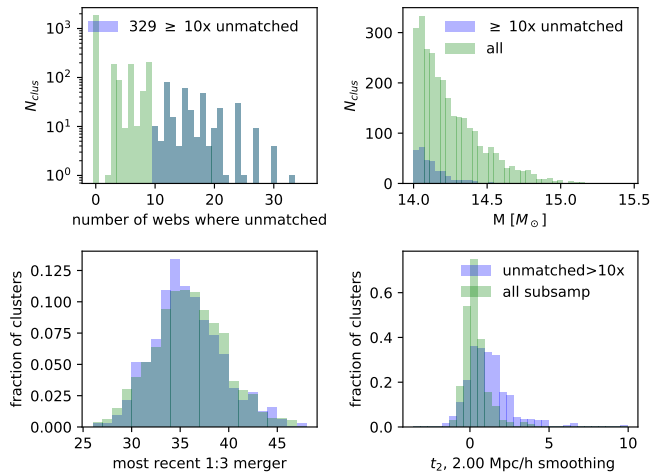 329 ≥ 10x unmatched
10³
10²
10¹
10⁰
N_clus
0 10 20 30
number of webs where unmatched
≥ 10x unmatched
all
300
200
100
0
N_clus
14.0 14.5 15.0 15.5
M [M_⊙]
0.125
0.100
0.075
0.050
0.025
0.000
fraction of clusters
25 30 35 40 45
most recent 1:3 merger
unmatched>10x
all subsamp
0.6
0.4
0.2
0.0
fraction of clusters
0 5 10
t₂, 2.00 Mpc/h smoothing